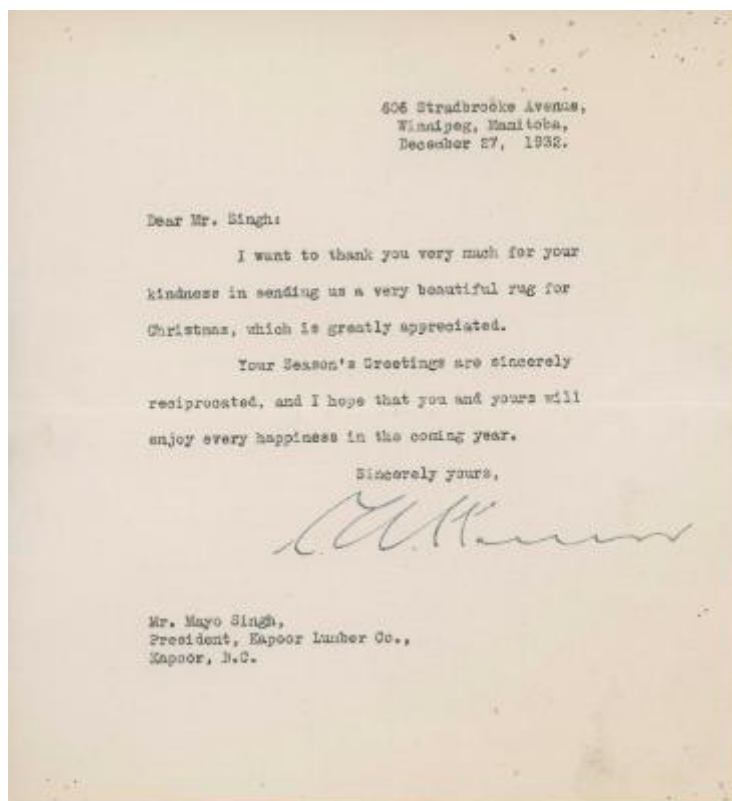 606 Stradbrooke Avenue,
Winnipeg, Manitoba,
December 27, 1932.
Dear Mr. Singh:
I want to thank you very much for your
kindness in sending us a very beautiful rug for
Christmas, which is greatly appreciated.
Your Season's Greetings are sincerely
reciprocated, and I hope that you and yours will
enjoy every happiness in the coming year.
Sincerely yours,
Mr. Mayo Singh,
President, Kapoor Lumber Co.,
Kapoor, B.C.